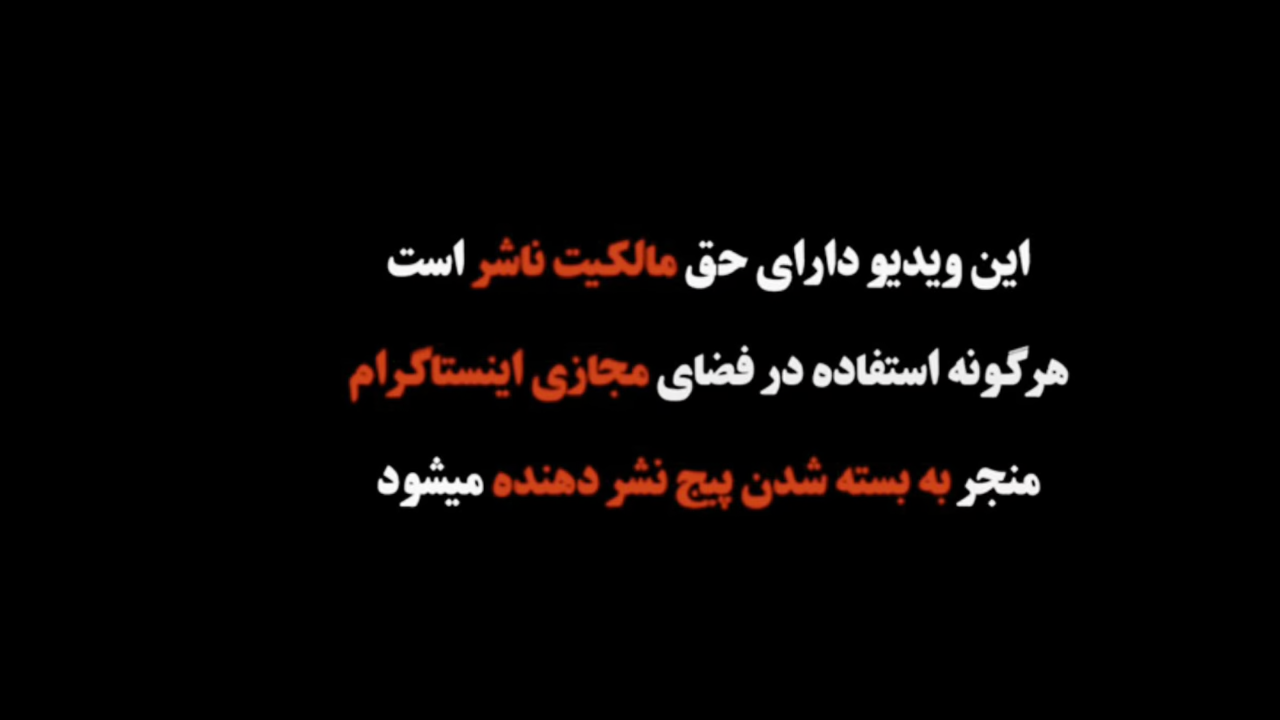 این ویدیو دارای حق مالکیت ناشر است
هرگونه استفاده در فضای مجازی اینستاگرام
منجر به بسته شدن پیج نشر دهنده میشود